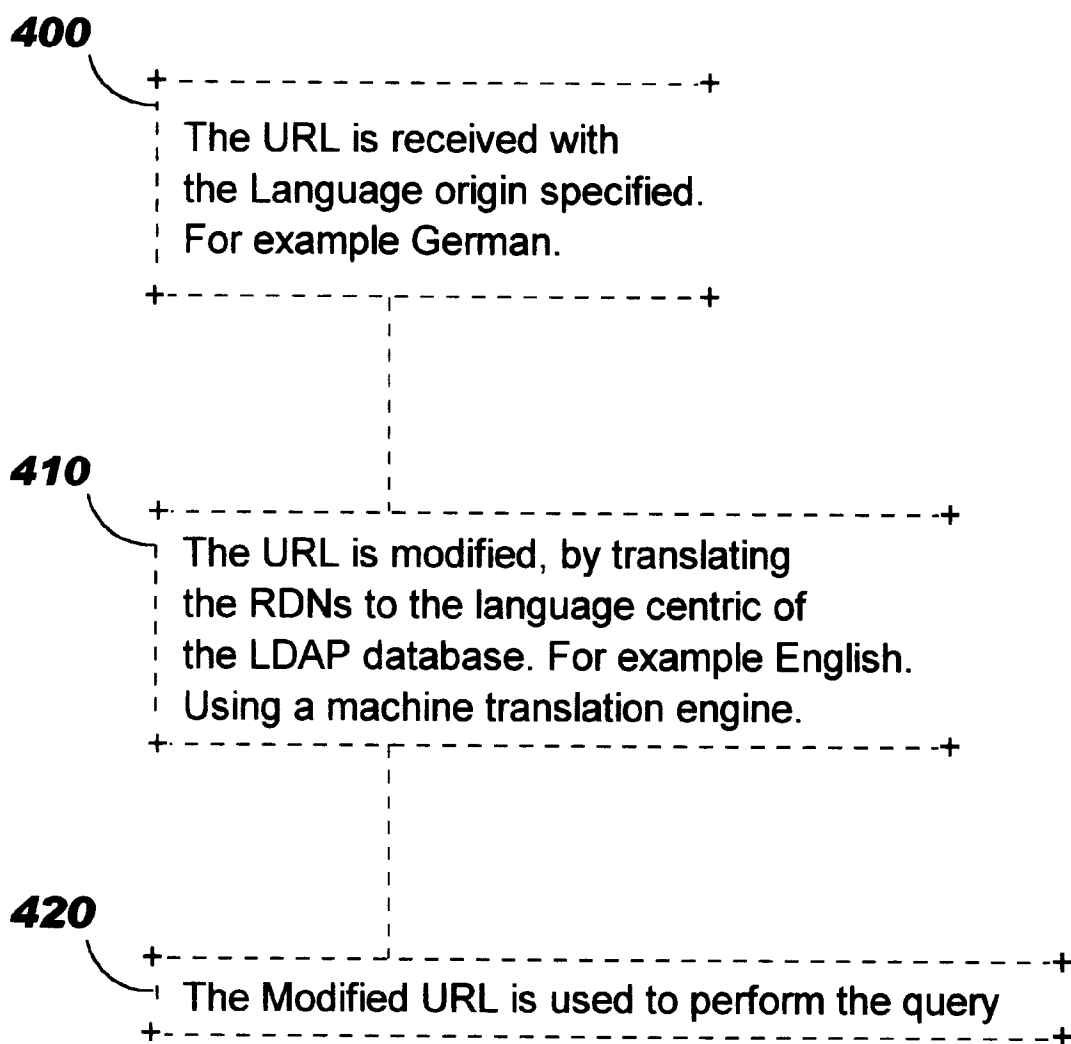 400
The URL is received with
the Language origin specified.
For example German.
410
The URL is modified, by translating
the RDNs to the language centric of
the LDAP database. For example English.
Using a machine translation engine.
420
The Modified URL is used to perform the query